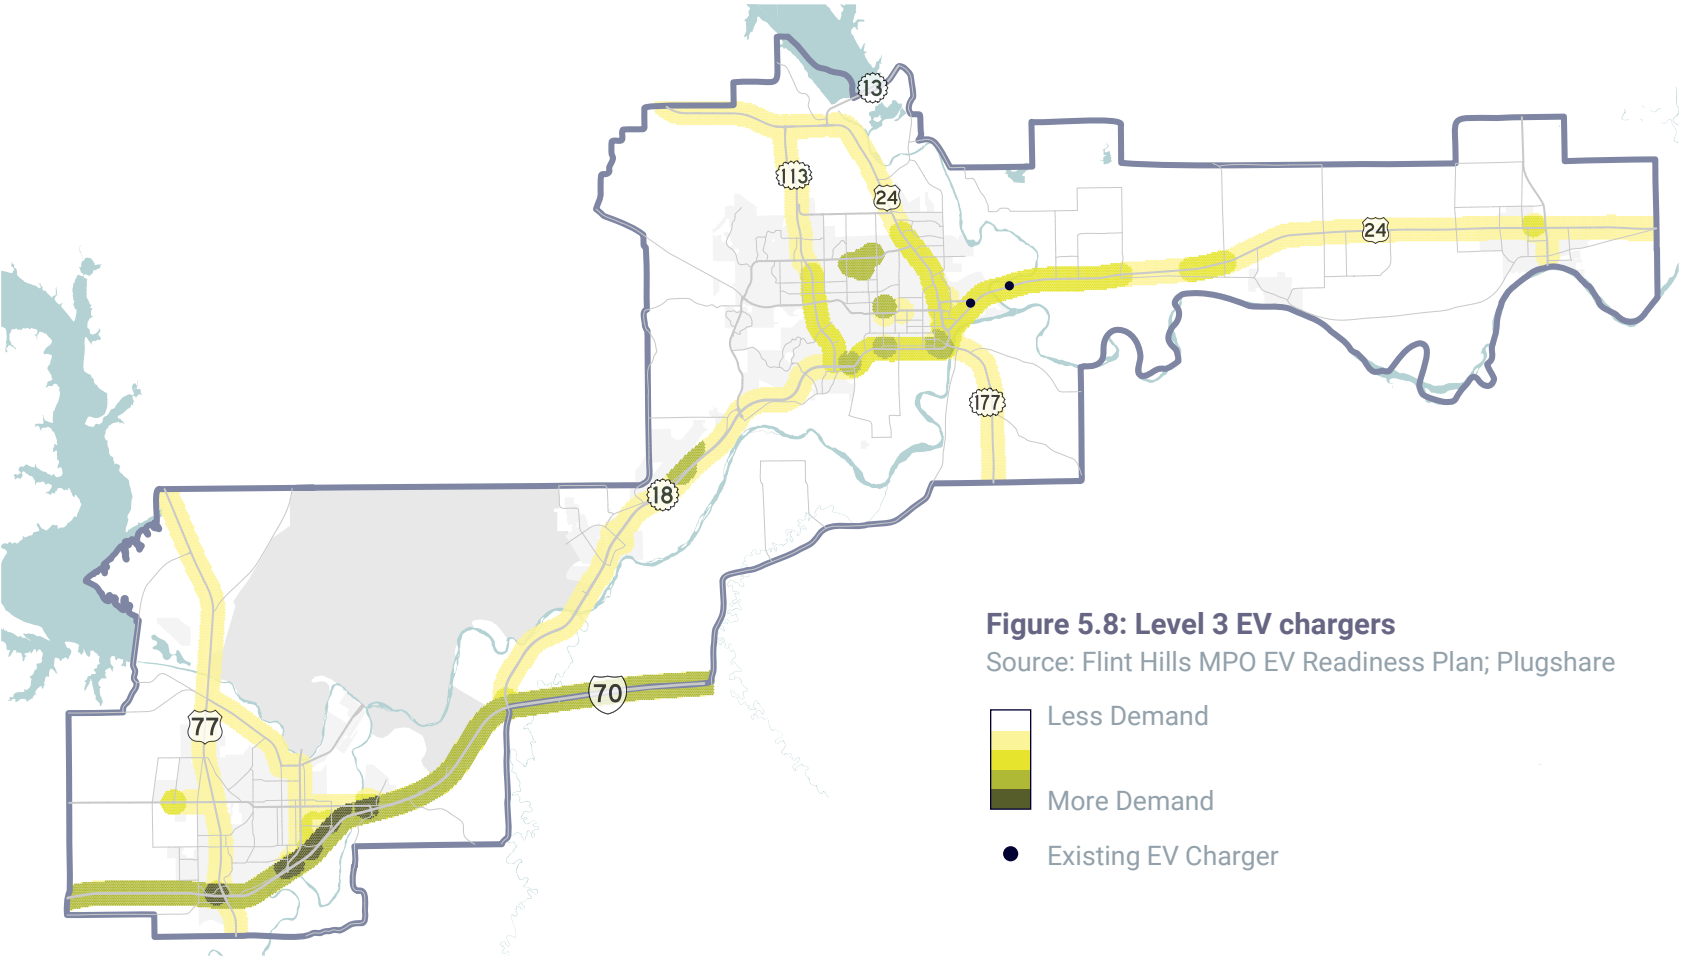 13
113
24
24
177
18
70
77
Figure 5.8: Level 3 EV chargers
Source: Flint Hills MPO EV Readiness Plan; Plugshare
Less Demand
More Demand
Existing EV Charger